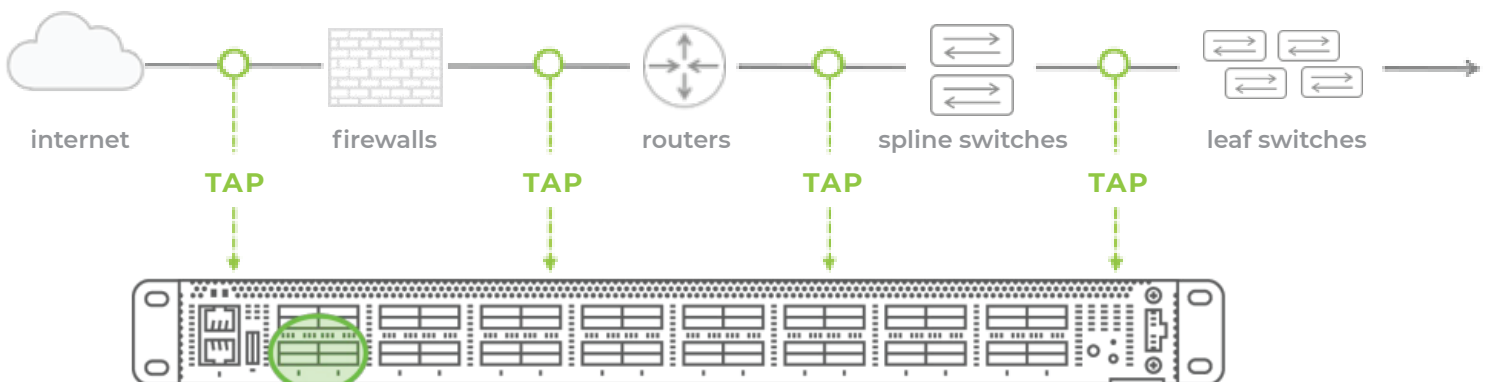 internet firewalls routers spline switches leaf switches
TAP TAP TAP TAP